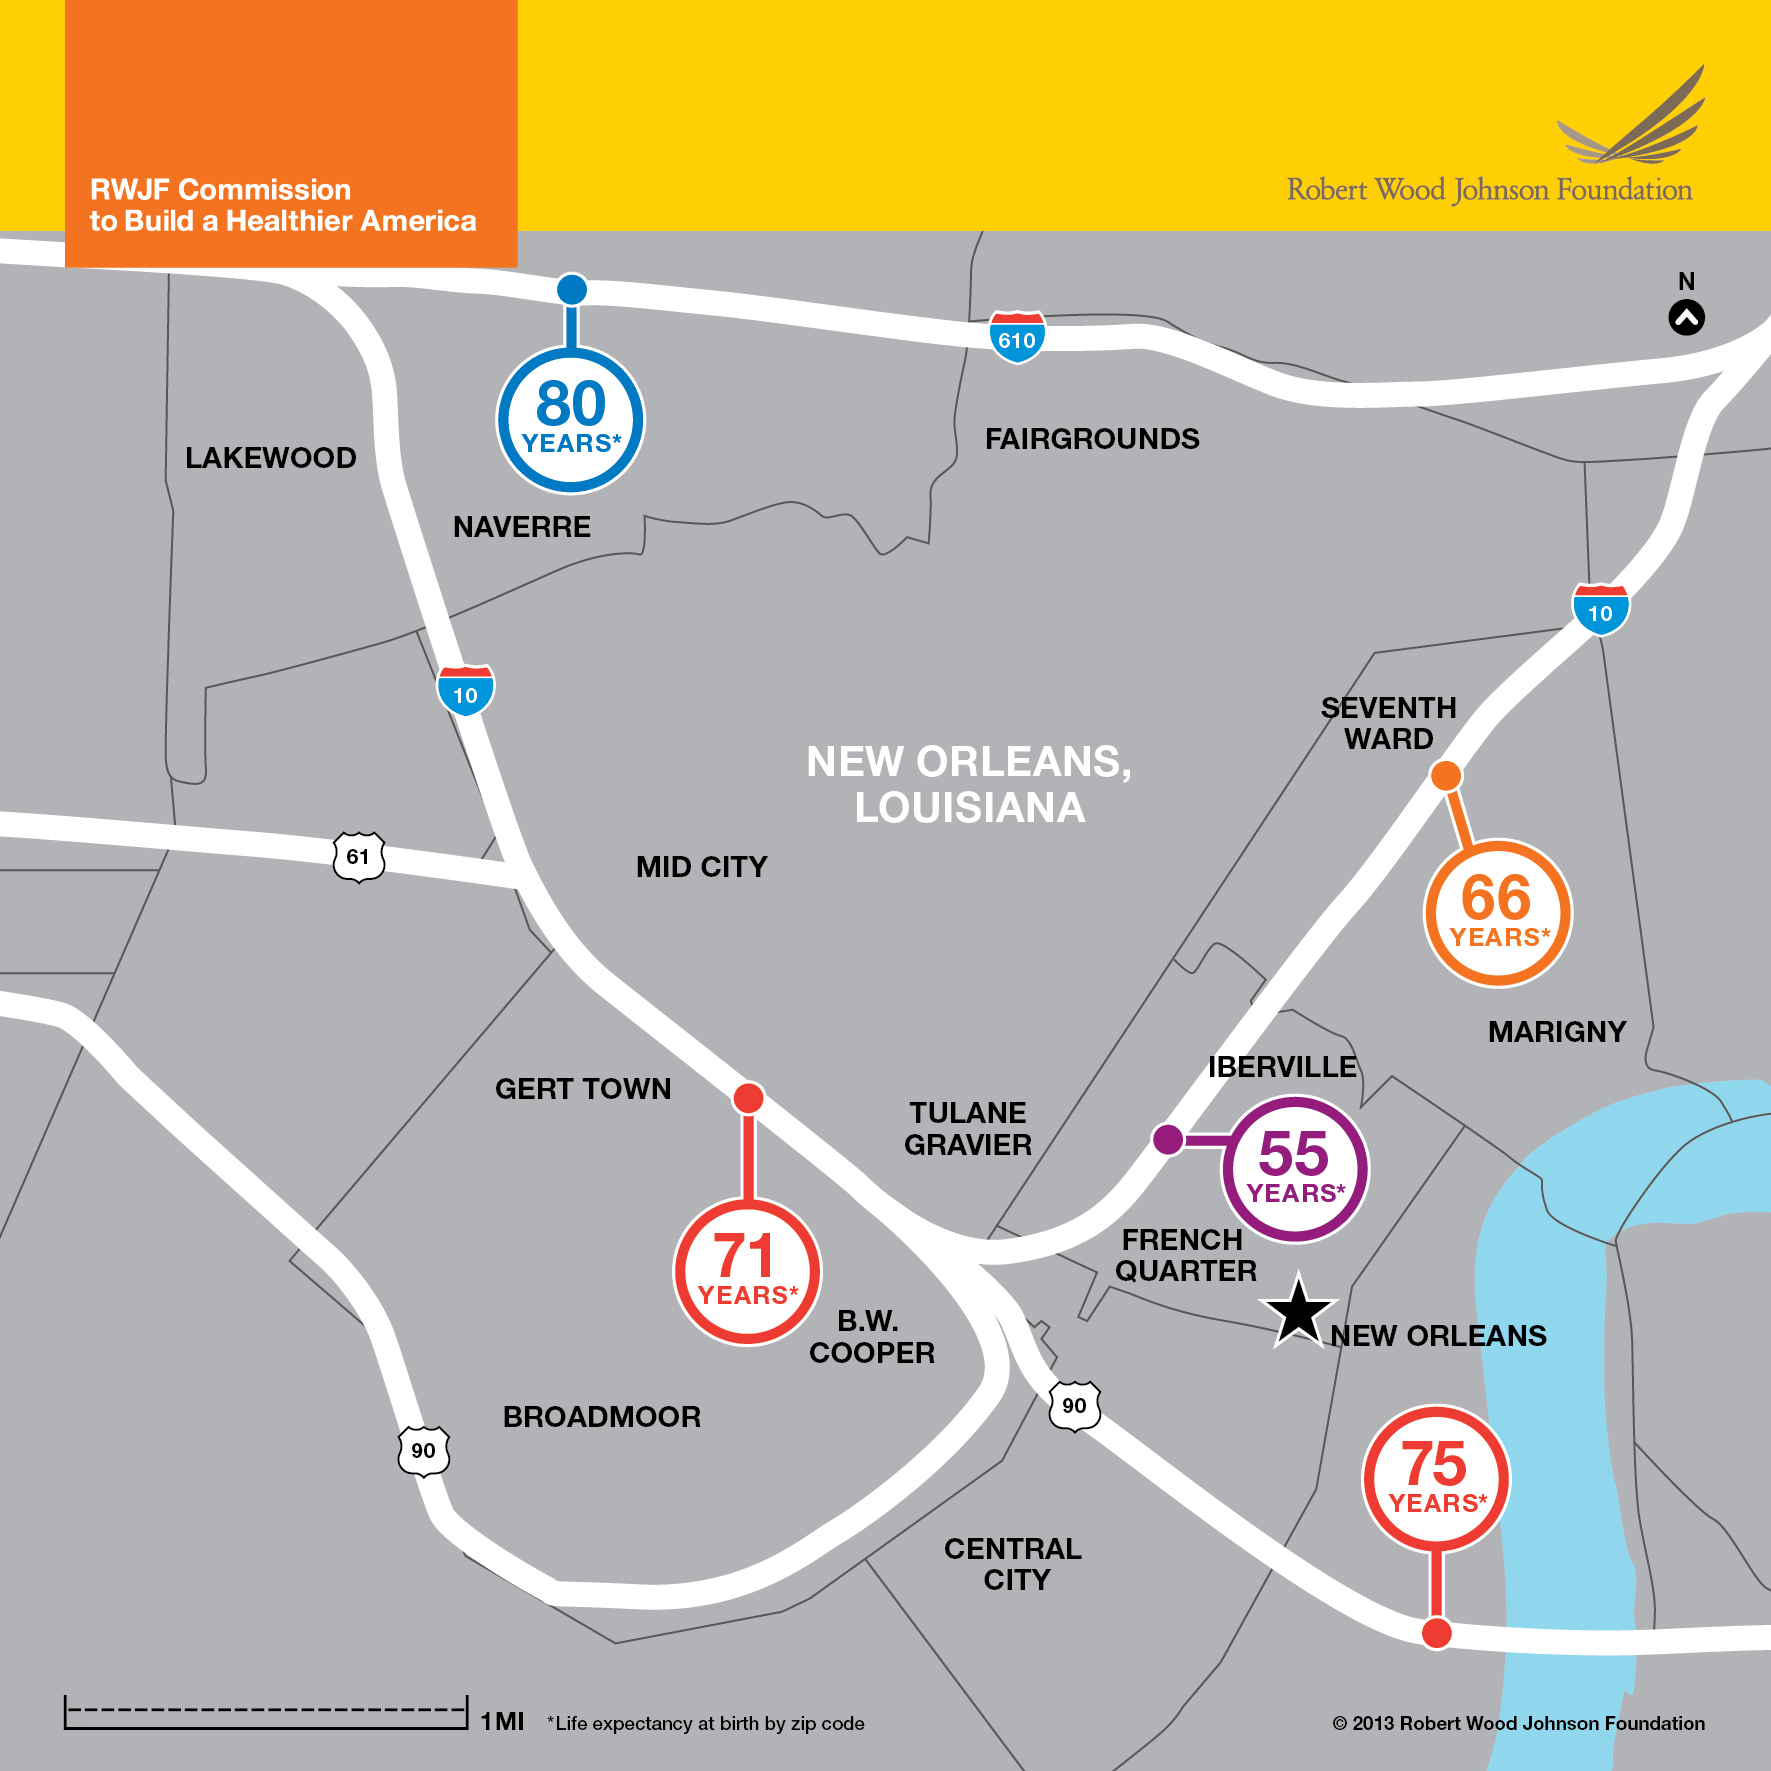 RWJF Commission
to Build a Healthier America
Robert Wood Johnson Foundation
N
610
80
YEARS*
FAIRGROUNDS
LAKEWOOD
NAVERRE
10
10
SEVENTH
WARD
NEW ORLEANS,
LOUISIANA
61
MID CITY
66
YEARS*
MARIGNY
IBERVILLE
GERT TOWN
TULANE
GRAVIER
55
YEARS*
FRENCH
QUARTER
71
YEARS*
B.W.
COOPER
NEW ORLEANS
90
BROADMOOR
90
75
YEARS*
CENTRAL
CITY
1MI
*Life expectancy at birth by zip code
© 2013 Robert Wood Johnson Foundation